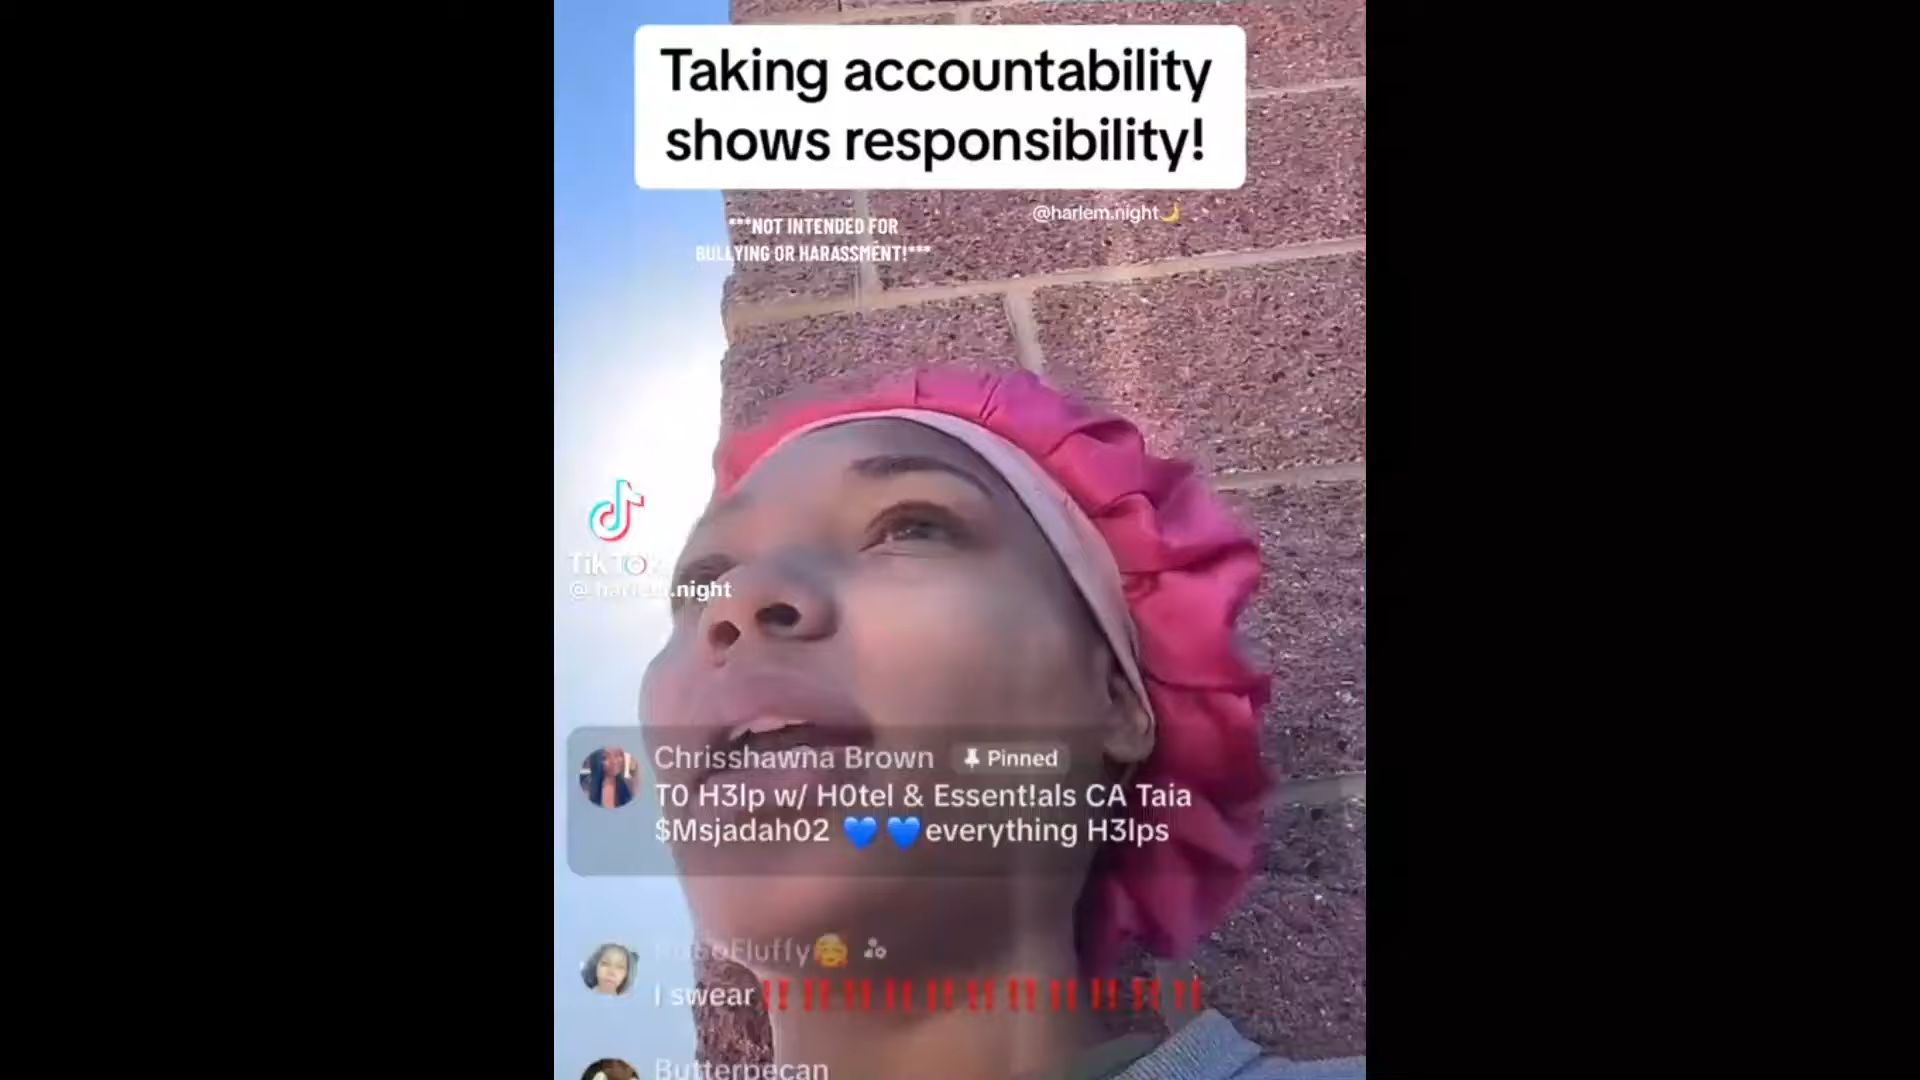 Taking accountability
shows responsibility!
@harlem.night🌙
***NOT INTENDED FOR
BULLYING OR HARASSMENT!***
TikTok
@harlem.night
Chrisshawna Brown Pinned
T0 H3lp w/ H0tel & Essent!als CA Taia
$Msjadah02 💙💙everything H3lps
I swear‼️‼️‼️‼️‼️‼️‼️‼️‼️‼️‼️
Butterpecan